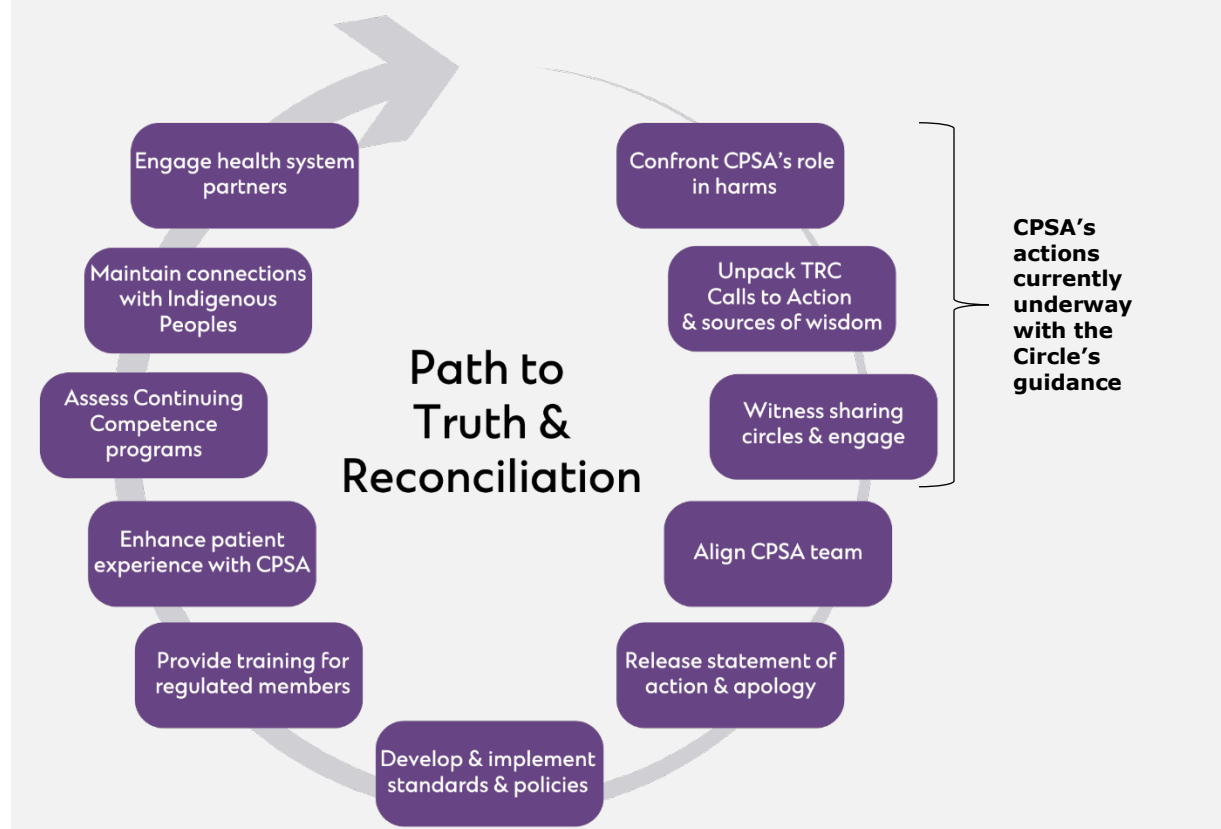 Confront CPSA's role
in harms
Unpack TRC
Calls to Action
& sources of wisdom
Witness sharing
circles & engage
Align CPSA team
Release statement of
action & apology
Develop & implement
standards & policies
Provide training for
regulated members
Enhance patient
experience with CPSA
Assess Continuing
Competence
programs
Maintain connections
with Indigenous
Peoples
Engage health system
partners
Path to
Truth &
Reconciliation
CPSA's
actions
currently
underway
with the
Circle's
guidance